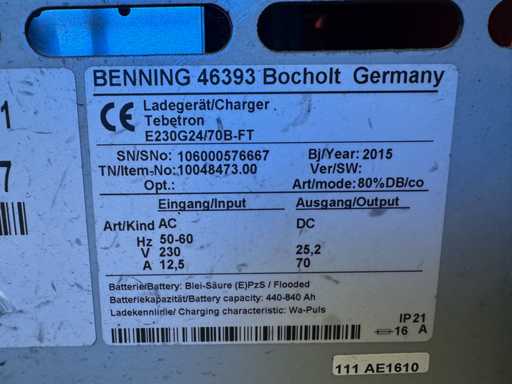 BENNING 46393 Bocholt Germany
CE Ladegerät/Charger
Tebetron
E230G24/70B-FT
SN/SNo: 106000576667 Bj/Year: 2015
TN/Item-No: 10048473.00 Ver/SW:
Opt.: Art/mode: 80%DB/co
Eingang/Input Ausgang/Output
Art/Kind AC DC
Hz 50-60
V 230 25,2
A 12,5 70
Batterie/Battery: Blei-Säure (E)PzS / Flooded
Batteriekapazität/Battery capacity: 440-840 Ah
Ladekennlinie/ Charging characteristic: Wa-Puls
IP 21
16 A
111 AE1610
1
7